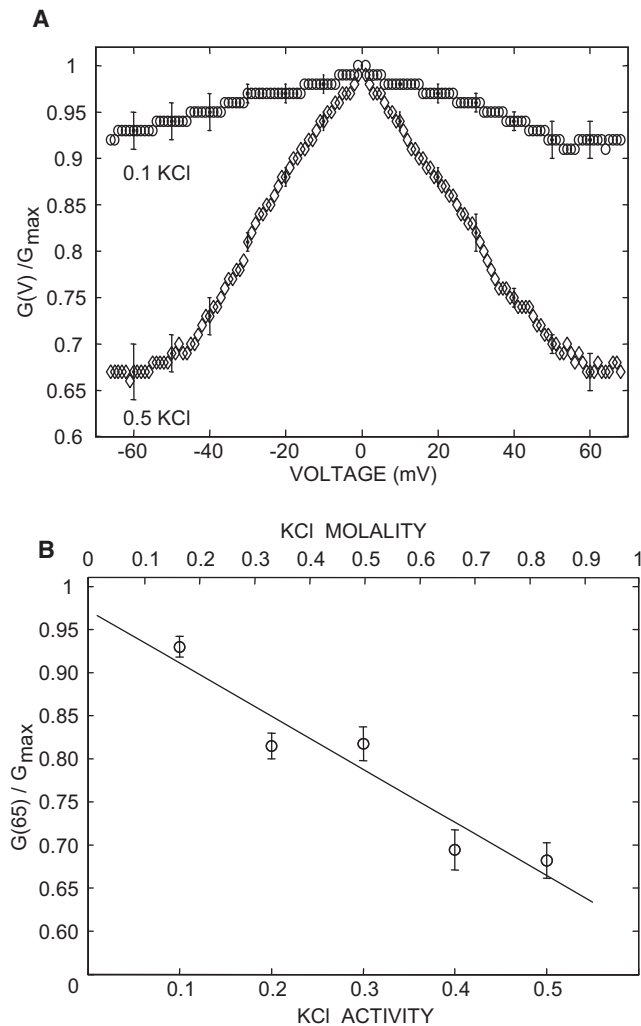 A
1
0.95
0.9
0.85
0.8
0.75
0.7
0.65
0.6
G(V) /Gmax
0.1 KCl
0.5 KCl
-60 -40 -20 0 20 40 60
VOLTAGE (mV)
B
KCl MOLALITY
0 0.1 0.2 0.3 0.4 0.5 0.6 0.7 0.8 0.9 1
1
0.95
0.90
0.85
0.80
0.75
0.70
0.65
0.60
0
G(65) / Gmax
0.1 0.2 0.3 0.4 0.5
KCl ACTIVITY